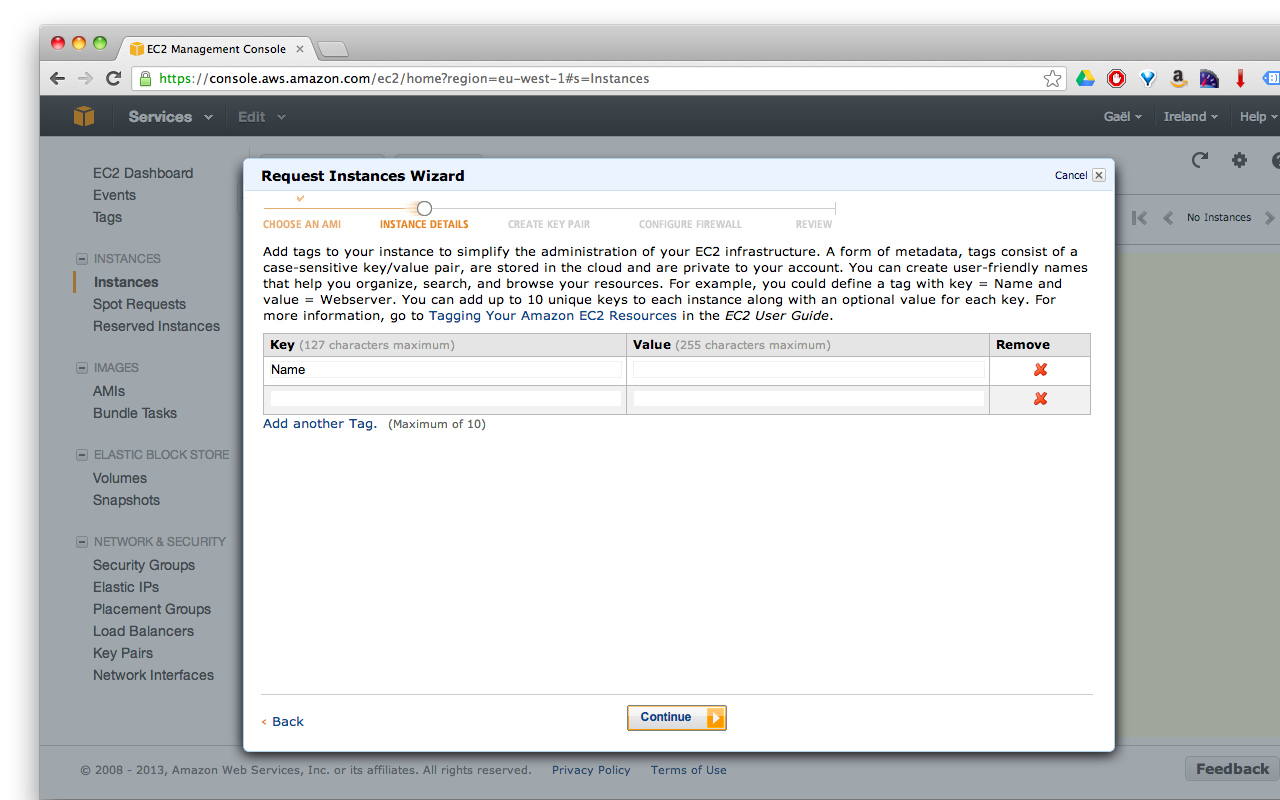 EC2 Management Console
https://console.aws.amazon.com/ec2/home?region=eu-west-1#s=Instances
Services Edit Gaël Ireland Help
EC2 Dashboard
Events
Tags
INSTANCES
Instances
Spot Requests
Reserved Instances
IMAGES
AMIs
Bundle Tasks
ELASTIC BLOCK STORE
Volumes
Snapshots
NETWORK & SECURITY
Security Groups
Elastic IPs
Placement Groups
Load Balancers
Key Pairs
Network Interfaces
No Instances
Request Instances Wizard Cancel
CHOOSE AN AMI INSTANCE DETAILS CREATE KEY PAIR CONFIGURE FIREWALL REVIEW
Add tags to your instance to simplify the administration of your EC2 infrastructure. A form of metadata, tags consist of a
case-sensitive key/value pair, are stored in the cloud and are private to your account. You can create user-friendly names
that help you organize, search, and browse your resources. For example, you could define a tag with key = Name and
value = Webserver. You can add up to 10 unique keys to each instance along with an optional value for each key. For
more information, go to Tagging Your Amazon EC2 Resources in the EC2 User Guide.
Key (127 characters maximum) Value (255 characters maximum) Remove
Name
Add another Tag. (Maximum of 10)
< Back Continue
© 2008 - 2013, Amazon Web Services, Inc. or its affiliates. All rights reserved. Privacy Policy Terms of Use Feedback